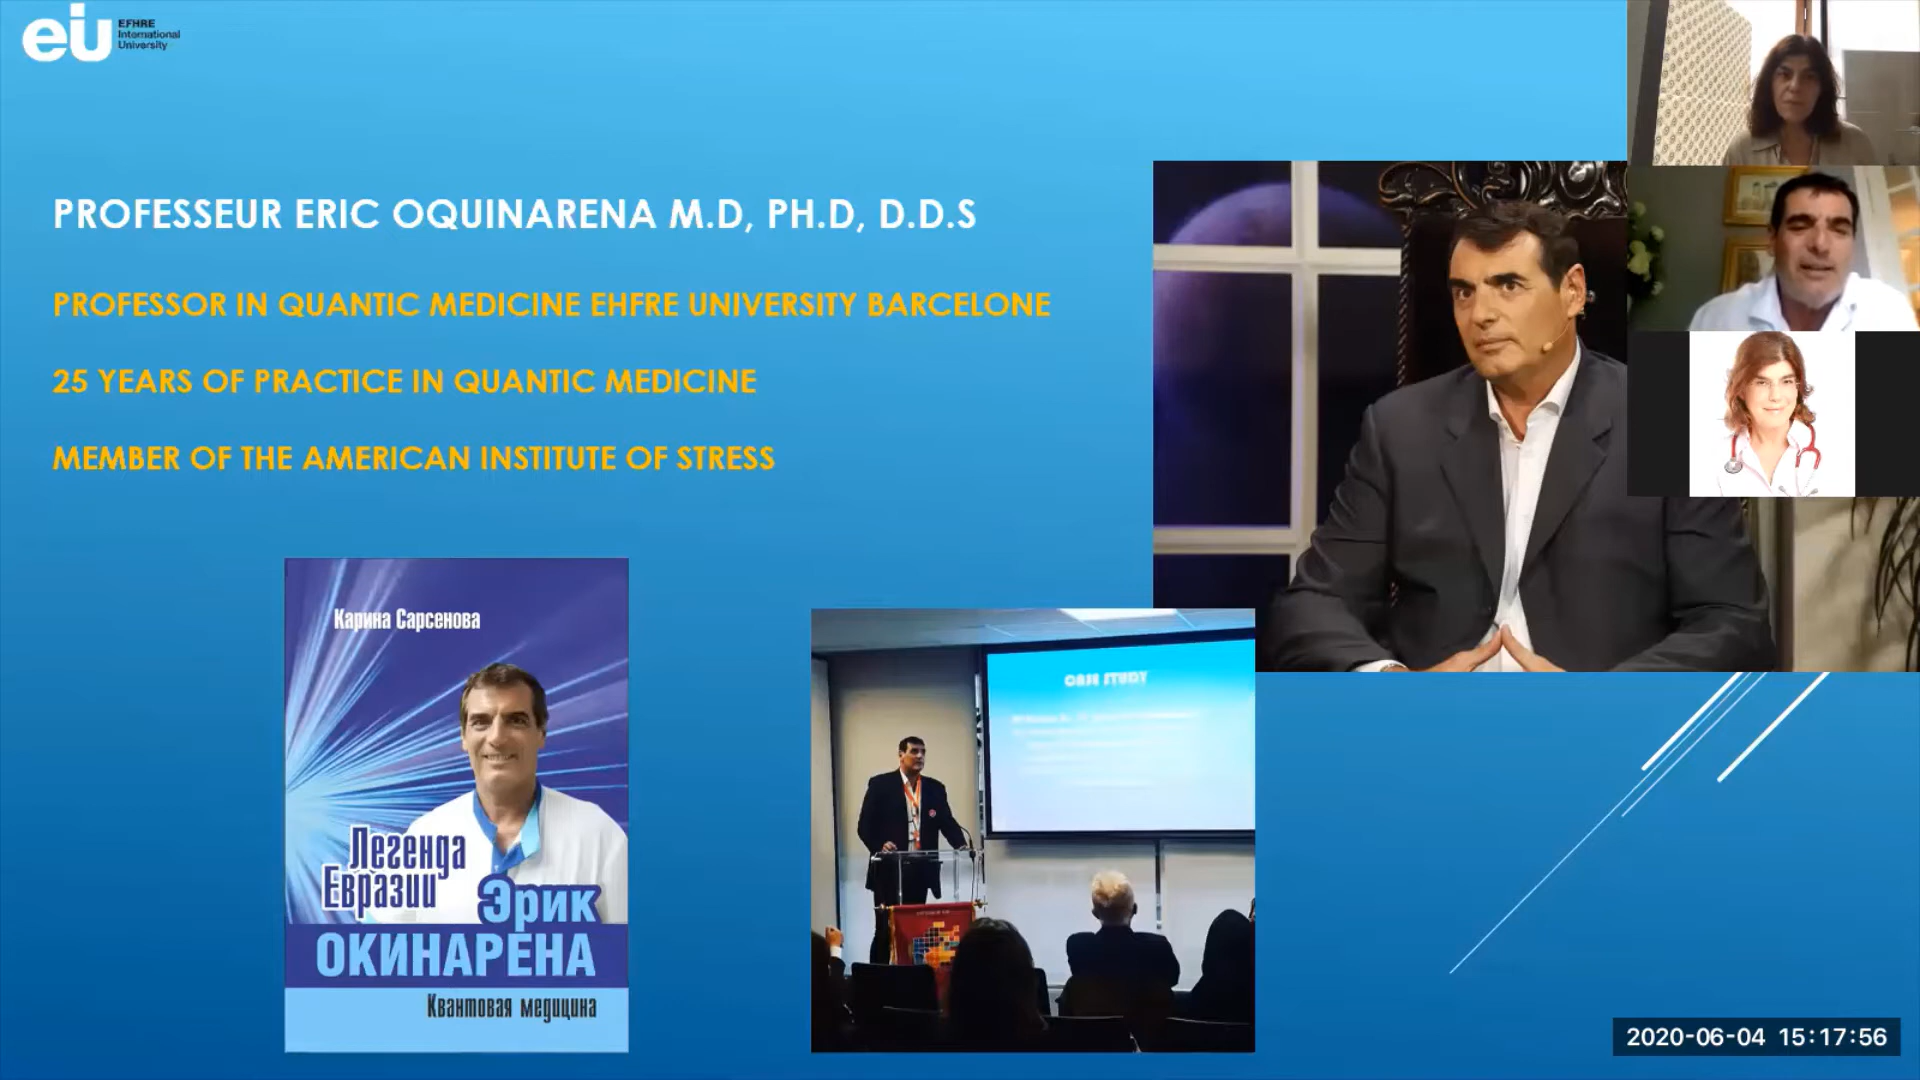 eiu
EFHRE
International
University
PROFESSEUR ERIC OQUINARENA M.D, PH.D, D.D.S
PROFESSOR IN QUANTIC MEDICINE EHFRE UNIVERSITY BARCELONE
25 YEARS OF PRACTICE IN QUANTIC MEDICINE
MEMBER OF THE AMERICAN INSTITUTE OF STRESS
Карина Сарсенова
Легенда
Евразии
Эрик
ОКИНАРЕНА
Квантовая медицина
CASE STUDY
2020-06-04 15:17:56